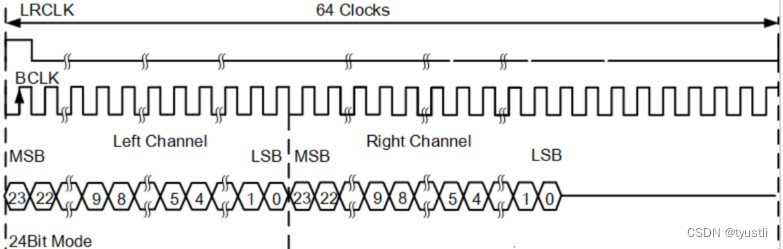 LRCLK 64 Clocks
BCLK
Left Channel Right Channel
MSB LSB MSB LSB
23 22 9 8 5 4 1 0 23 22 9 8 5 4 1 0
24Bit Mode
CSDN @tyustli